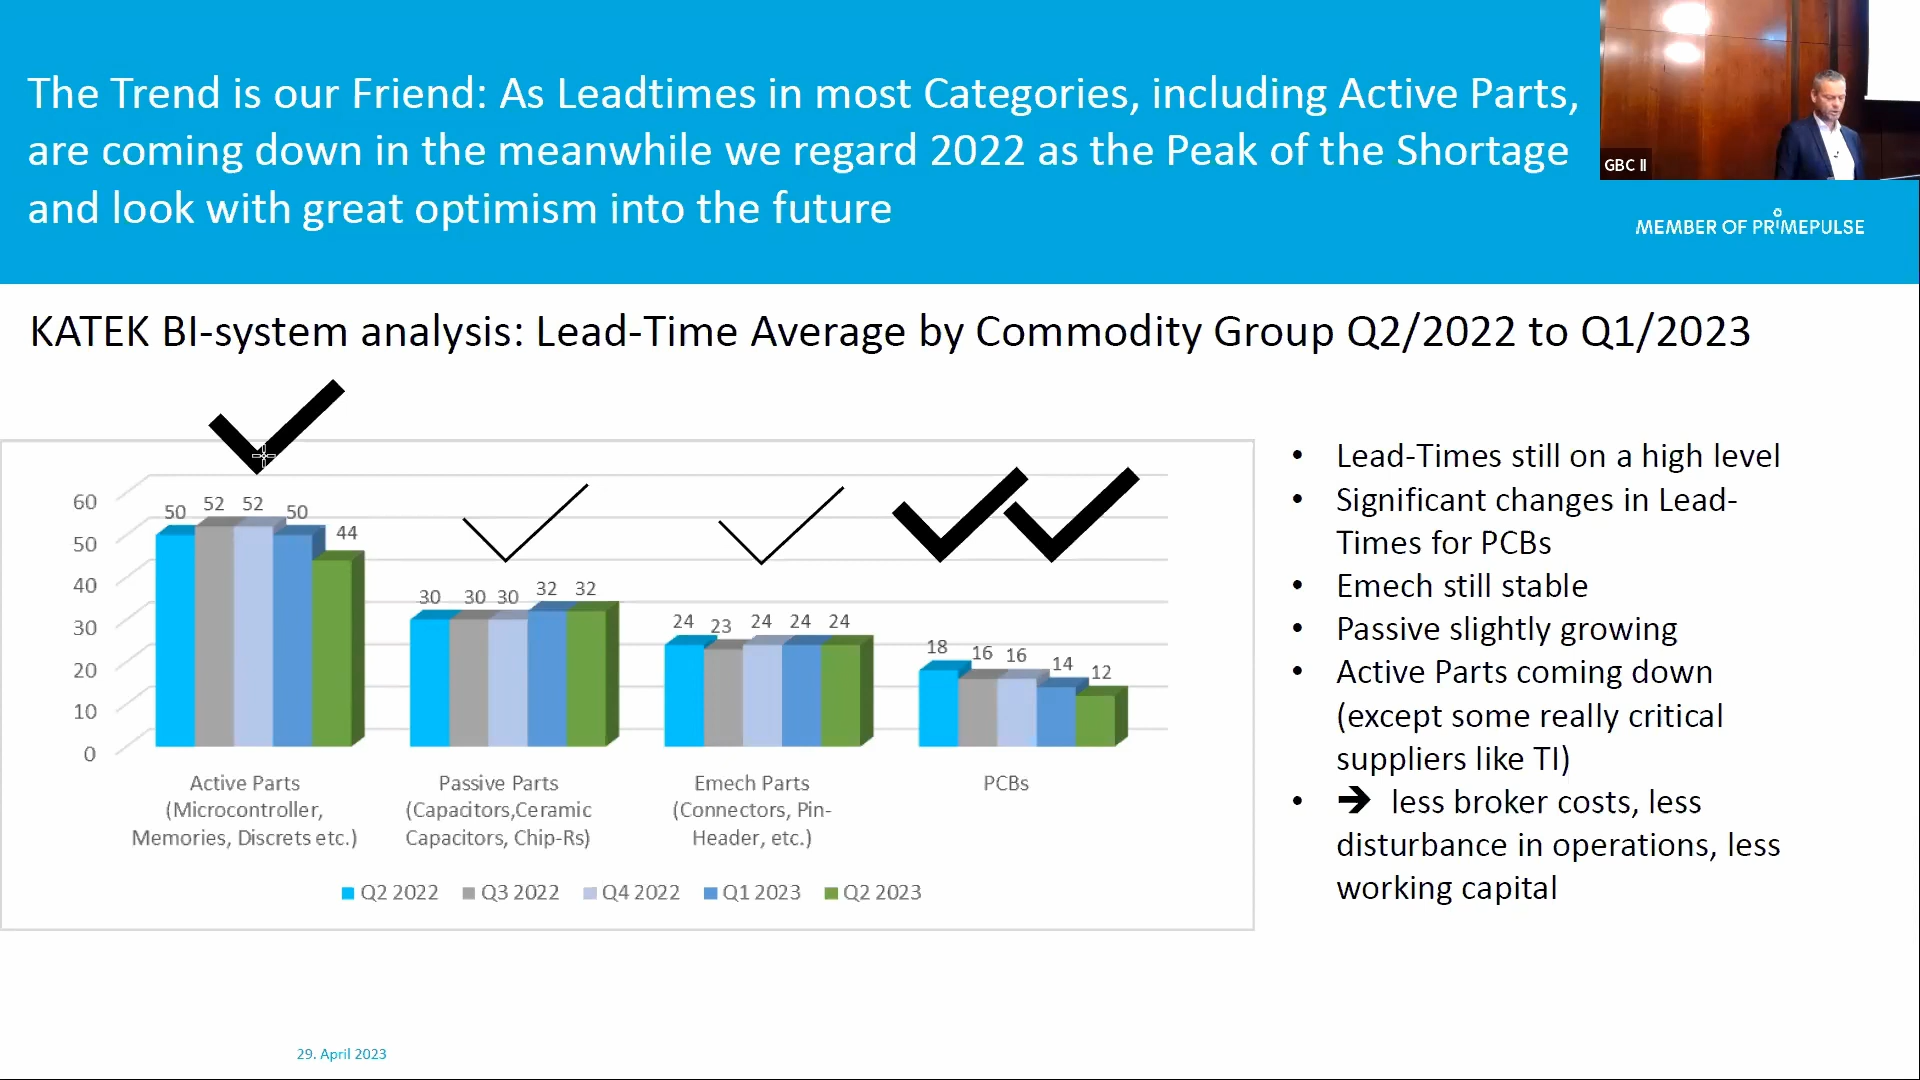 The Trend is our Friend: As Leadtimes in most Categories, including Active Parts,
are coming down in the meanwhile we regard 2022 as the Peak of the Shortage
and look with great optimism into the future
GBC II
MEMBER OF PRIMEPULSE
KATEK BI-system analysis: Lead-Time Average by Commodity Group Q2/2022 to Q1/2023
60
50
40
30
20
10
0
50 52 52 50 44
30 30 30 32 32
24 23 24 24 24
18 16 16 14 12
Active Parts
(Microcontroller,
Memories, Discrets etc.)
Passive Parts
(Capacitors,Ceramic
Capacitors, Chip-Rs)
Emech Parts
(Connectors, Pin-
Header, etc.)
PCBs
Q2 2022 Q3 2022 Q4 2022 Q1 2023 Q2 2023
• Lead-Times still on a high level
• Significant changes in Lead-
Times for PCBs
• Emech still stable
• Passive slightly growing
• Active Parts coming down
(except some really critical
suppliers like TI)
• ➔ less broker costs, less
disturbance in operations, less
working capital
29. April 2023